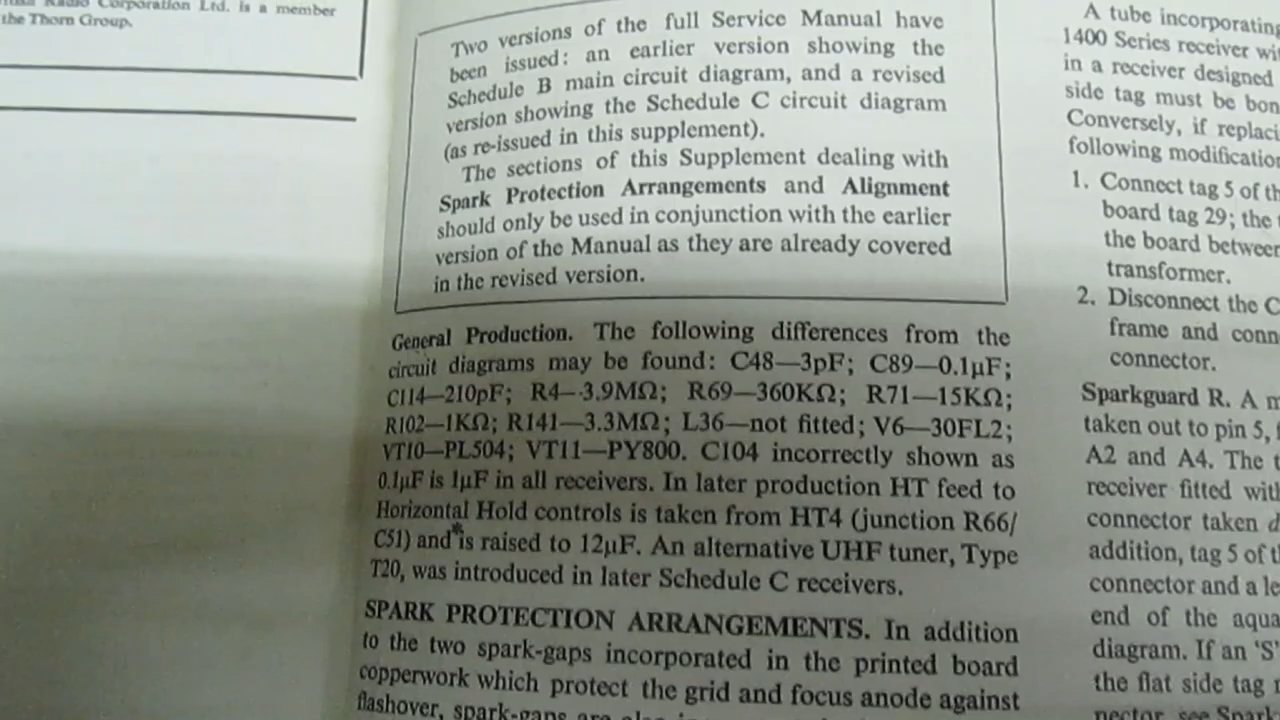 Radio Corporation Ltd. is a member
the Thorn Group.
Two versions of the full Service Manual have
been issued: an earlier version showing the
Schedule B main circuit diagram, and a revised
version showing the Schedule C circuit diagram
(as re-issued in this supplement).
The sections of this Supplement dealing with
Spark Protection Arrangements and Alignment
should only be used in conjunction with the earlier
version of the Manual as they are already covered
in the revised version.
General Production. The following differences from the
circuit diagrams may be found: C48—3pF; C89—0.1µF;
C114—210pF; R4—3.9MΩ; R69—360KΩ; R71—15KΩ;
R102—1KΩ; R141—3.3MΩ; L36—not fitted; V6—30FL2;
VT10—PL504; VT11—PY800. C104 incorrectly shown as
0.1µF is 1µF in all receivers. In later production HT feed to
Horizontal Hold controls is taken from HT4 (junction R66/
C51) and*is raised to 12µF. An alternative UHF tuner, Type
T20, was introduced in later Schedule C receivers.
SPARK PROTECTION ARRANGEMENTS. In addition
to the two spark-gaps incorporated in the printed board
copperwork which protect the grid and focus anode against
flashover, spark-gaps are also
A tube incorporating
1400 Series receiver
in a receiver designed
side tag must be
Conversely, if
following
1. Connect tag 5 of
board tag 29; the
the board between
transformer.
2. Disconnect the
frame and
connector.
Sparkguard R. A
taken out to pin 5,
A2 and A4. The
receiver fitted
connector taken
addition, tag 5 of
connector and a
end of the
diagram. If an 'S'
the flat side tag
see